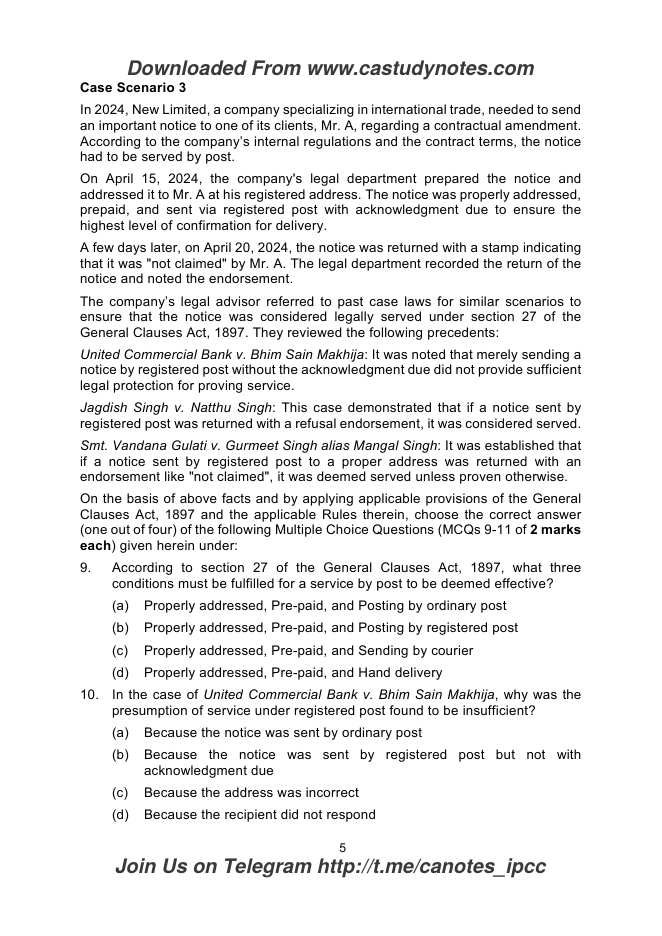 Downloaded From www.castudynotes.com
Case Scenario 3
In 2024, New Limited, a company specializing in international trade, needed to send
an important notice to one of its clients, Mr. A, regarding a contractual amendment.
According to the company's internal regulations and the contract terms, the notice
had to be served by post.
On April 15, 2024, the company's legal department prepared the notice and
addressed it to Mr. A at his registered address. The notice was properly addressed,
prepaid, and sent via registered post with acknowledgment due to ensure the
highest level of confirmation for delivery.
A few days later, on April 20, 2024, the notice was returned with a stamp indicating
that it was "not claimed" by Mr. A. The legal department recorded the return of the
notice and noted the endorsement.
The company's legal advisor referred to past case laws for similar scenarios to
ensure that the notice was considered legally served under section 27 of the
General Clauses Act, 1897. They reviewed the following precedents:
United Commercial Bank v. Bhim Sain Makhija: It was noted that merely sending a
notice by registered post without the acknowledgment due did not provide sufficient
legal protection for proving service.
Jagdish Singh v. Natthu Singh: This case demonstrated that if a notice sent by
registered post was returned with a refusal endorsement, it was considered served.
Smt. Vandana Gulati v. Gurmeet Singh alias Mangal Singh: It was established that
if a notice sent by registered post to a proper address was returned with an
endorsement like "not claimed", it was deemed served unless proven otherwise.
On the basis of above facts and by applying applicable provisions of the General
Clauses Act, 1897 and the applicable Rules therein, choose the correct answer
(one out of four) of the following Multiple Choice Questions (MCQs 9-11 of 2 marks
each) given herein under:
9. According to section 27 of the General Clauses Act, 1897, what three
conditions must be fulfilled for a service by post to be deemed effective?
(a) Properly addressed, Pre-paid, and Posting by ordinary post
(b) Properly addressed, Pre-paid, and Posting by registered post
(c) Properly addressed, Pre-paid, and Sending by courier
(d) Properly addressed, Pre-paid, and Hand delivery
10. In the case of United Commercial Bank v. Bhim Sain Makhija, why was the
presumption of service under registered post found to be insufficient?
(a) Because the notice was sent by ordinary post
(b) Because the notice was sent by registered post but not with
acknowledgment due
(c) Because the address was incorrect
(d) Because the recipient did not respond
5
Join Us on Telegram http://t.me/canotes_ipcc